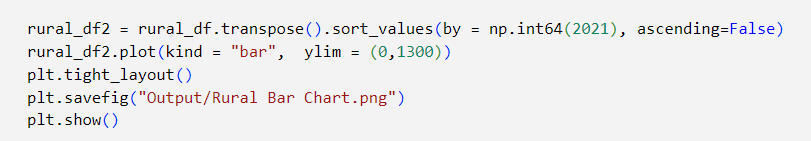 rural_df2 = rural_df.transpose().sort_values(by = np.int64(2021), ascending=False)
rural_df2.plot(kind = "bar",  ylim = (0,1300))
plt.tight_layout()
plt.savefig("Output/Rural Bar Chart.png")
plt.show()